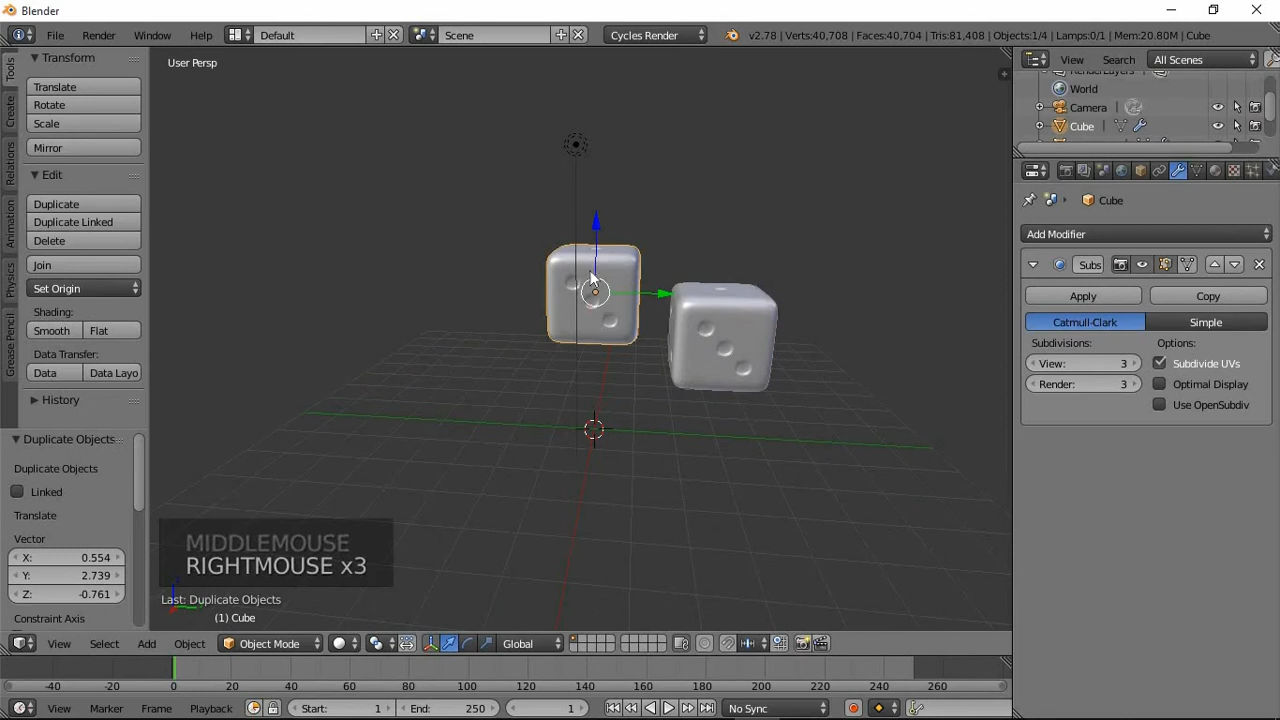 Blender
File Render Window Help Default Scene Cycles Render v2.78 | Verts:40,708 | Faces:40,704 | Tris:81,408 | Objects:1/4 | Lamps:0/1 | Mem:20.80M | Cube
Tools
Create
Relations
Animation
Physics
Grease Pencil
Transform
Translate
Rotate
Scale
Mirror
Edit
Duplicate
Duplicate Linked
Delete
Join
Set Origin
Shading:
Smooth Flat
Data Transfer:
Data Data Layo
History
Duplicate Objects
Duplicate Objects
Linked
Translate
Vector
X: 0.554
Y: 2.739
Z: -0.761
Constraint Axis
User Persp
MIDDLEMOUSE
RIGHTMOUSE x3
Last: Duplicate Objects
(1) Cube
View Search All Scenes
RenderLayers
World
Camera
Cube
Cube
Add Modifier
Subs
Apply Copy
Catmull-Clark Simple
Subdivisions: Options:
View: 3 Subdivide UVs
Render: 3 Optimal Display
Use OpenSubdiv
View Select Add Object Object Mode Global
-40 -20 0 20 40 60 80 100 120 140 160 180 200 220 240 260
View Marker Frame Playback Start: 1 End: 250 1 No Sync